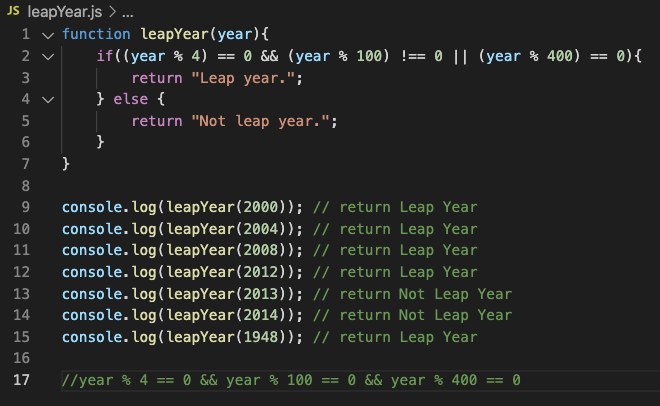 JS leapYear.js > ...
1 function leapYear(year){
2 if((year % 4) == 0 && (year % 100) !== 0 || (year % 400) == 0){
3 return "Leap year.";
4 } else {
5 return "Not leap year.";
6 }
7 }
8
9 console.log(leapYear(2000)); // return Leap Year
10 console.log(leapYear(2004)); // return Leap Year
11 console.log(leapYear(2008)); // return Leap Year
12 console.log(leapYear(2012)); // return Leap Year
13 console.log(leapYear(2013)); // return Not Leap Year
14 console.log(leapYear(2014)); // return Not Leap Year
15 console.log(leapYear(1948)); // return Leap Year
16
17 //year % 4 == 0 && year % 100 == 0 && year % 400 == 0